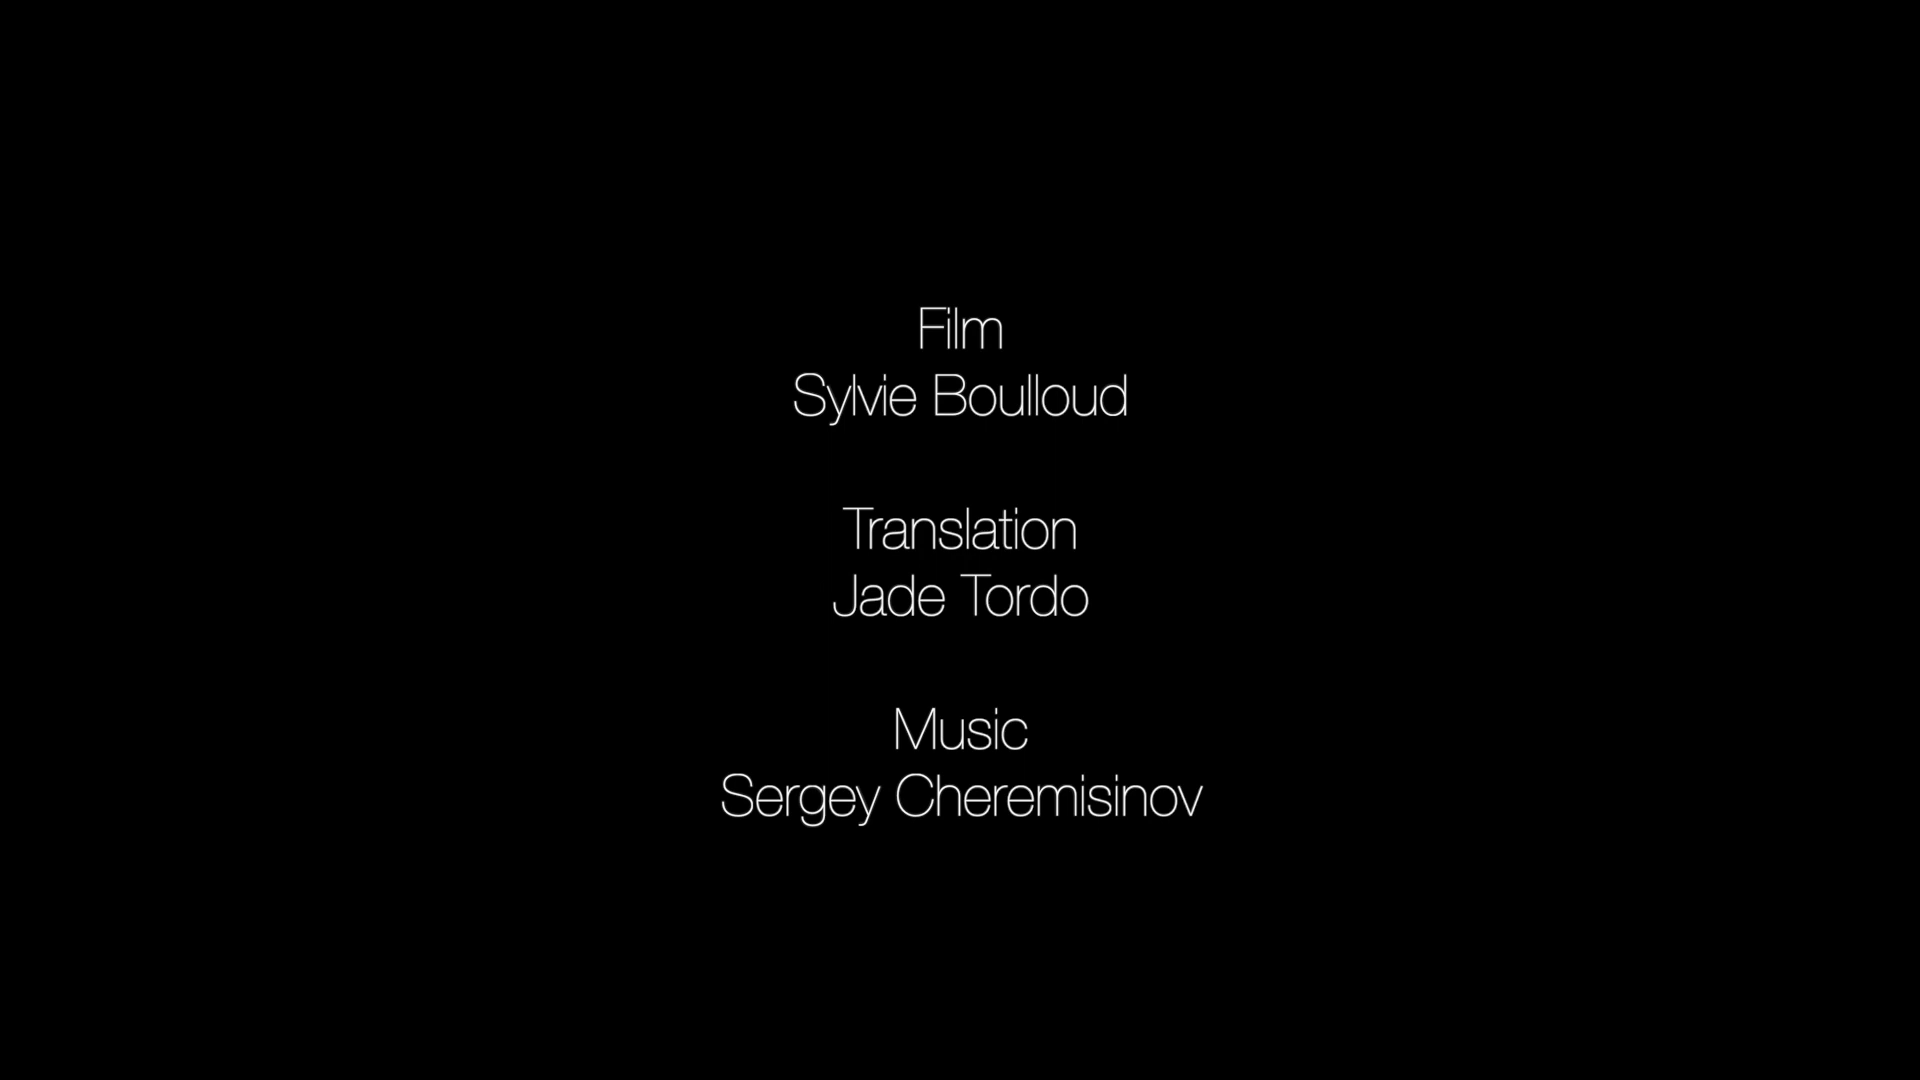 Film
Sylvie Boulloud
Translation
Jade Tordo
Music
Sergey Cheremisinov